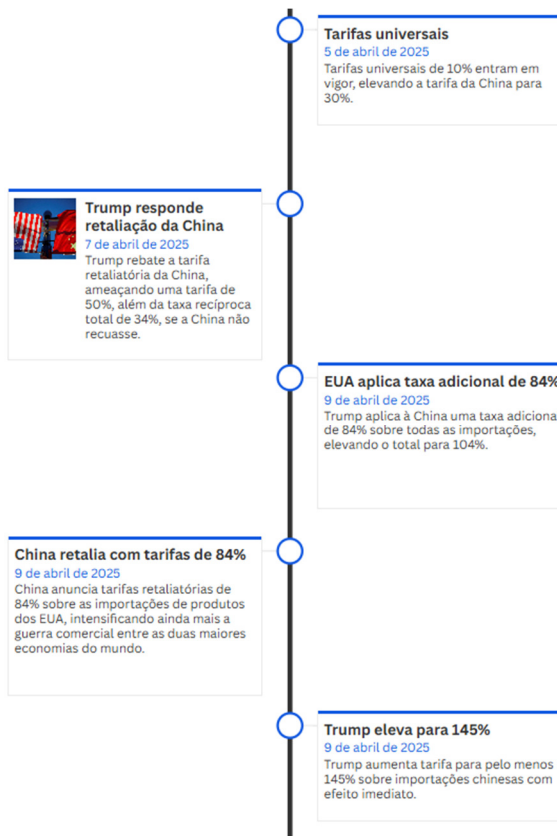 Tarifas universais
5 de abril de 2025
Tarifas universais de 10% entram em
vigor, elevando a tarifa da China para
30%.
Trump responde
retaliação da China
7 de abril de 2025
Trump rebate a tarifa
retaliatória da China,
ameaçando uma tarifa de
50%, além da taxa recíproca
total de 34%, se a China não
recuasse.
EUA aplica taxa adicional de 84%
9 de abril de 2025
Trump aplica à China uma taxa adiciona
de 84% sobre todas as importações,
elevando o total para 104%.
China retalia com tarifas de 84%
9 de abril de 2025
China anuncia tarifas retaliatórias de
84% sobre as importações de produtos
dos EUA, intensificando ainda mais a
guerra comercial entre as duas maiores
economias do mundo.
Trump eleva para 145%
9 de abril de 2025
Trump aumenta tarifa para pelo menos
145% sobre importações chinesas com
efeito imediato.